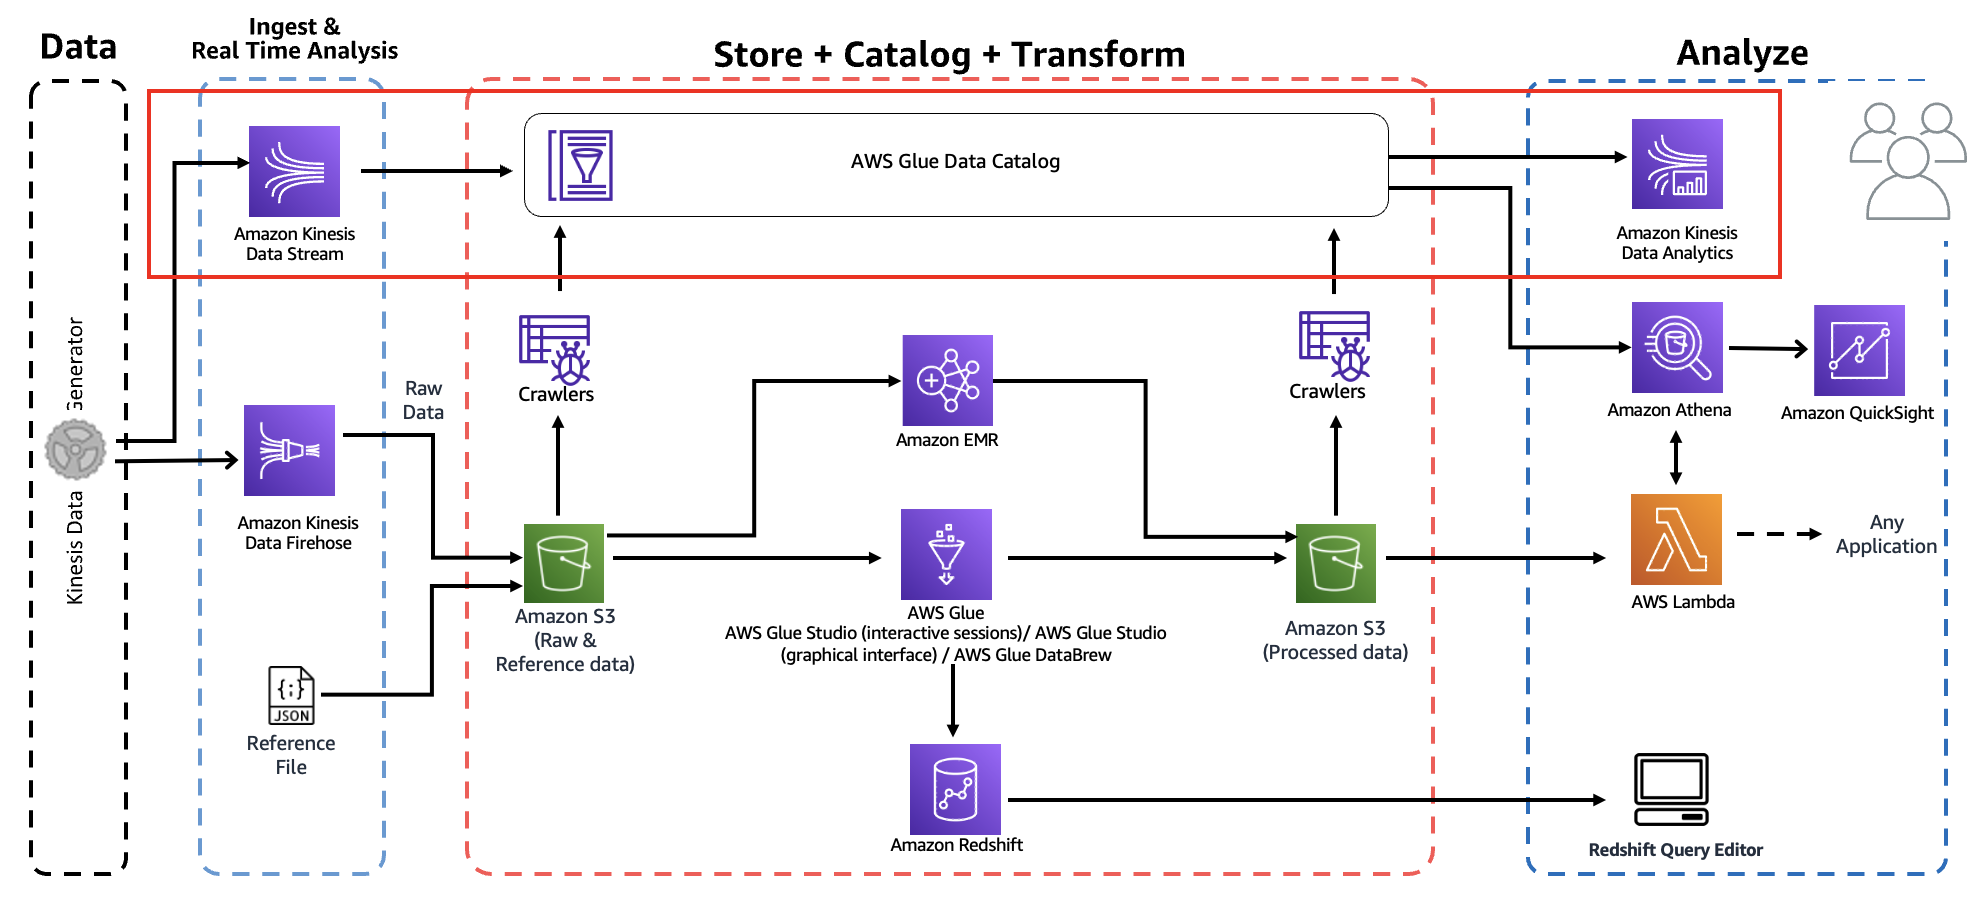 Data
Ingest &
Real Time Analysis
Store + Catalog + Transform
Analyze
AWS Glue Data Catalog
Amazon Kinesis
Data Stream
Amazon Kinesis
Data Analytics
Kinesis Data
Raw
Data
Crawlers
Crawlers
Amazon EMR
Amazon Athena
Amazon QuickSight
Amazon Kinesis
Data Firehose
Any
Application
AWS Lambda
Amazon S3
(Raw &
Reference data)
AWS Glue
AWS Glue Studio (interactive sessions)/ AWS Glue Studio
(graphical interface) / AWS Glue DataBrew
Amazon S3
(Processed data)
{;}
JSON
Reference
File
Amazon Redshift
Redshift Query Editor